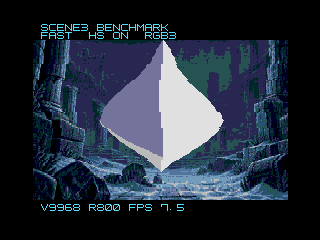 SCENE3 BENCHMARK
FAST HS ON RGB3
V9968 R800 FPS 7.5